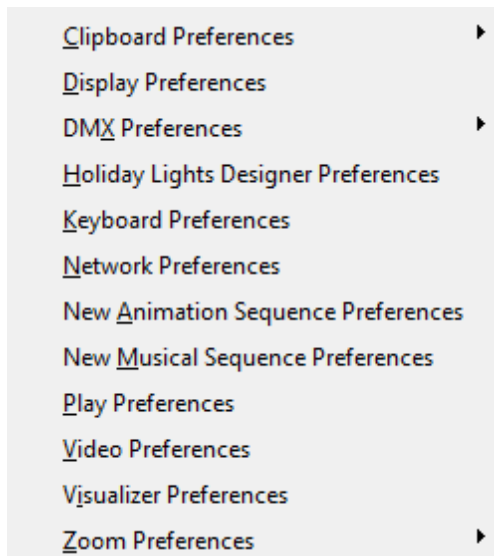 Clipboard Preferences
Display Preferences
DMX Preferences
Holiday Lights Designer Preferences
Keyboard Preferences
Network Preferences
New Animation Sequence Preferences
New Musical Sequence Preferences
Play Preferences
Video Preferences
Visualizer Preferences
Zoom Preferences